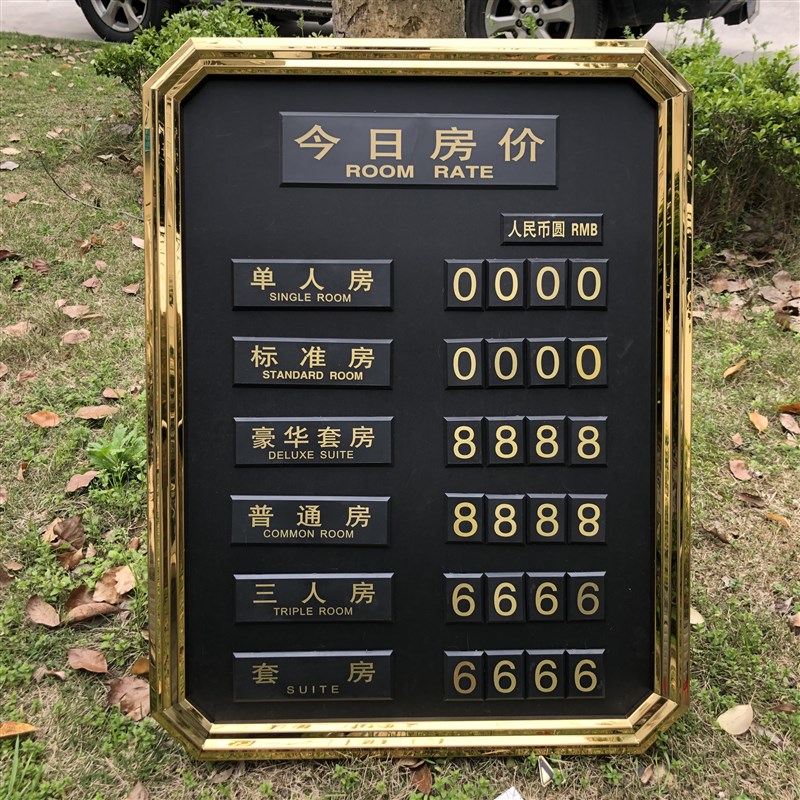 今日房价
ROOM RATE
人民币圆 RMB
单人房 0000
SINGLE ROOM
标准房 0000
STANDARD ROOM
豪华套房 8888
DELUXE SUITE
普通房 8888
COMMON ROOM
三人房 6666
TRIPLE ROOM
套房 6666
SUITE